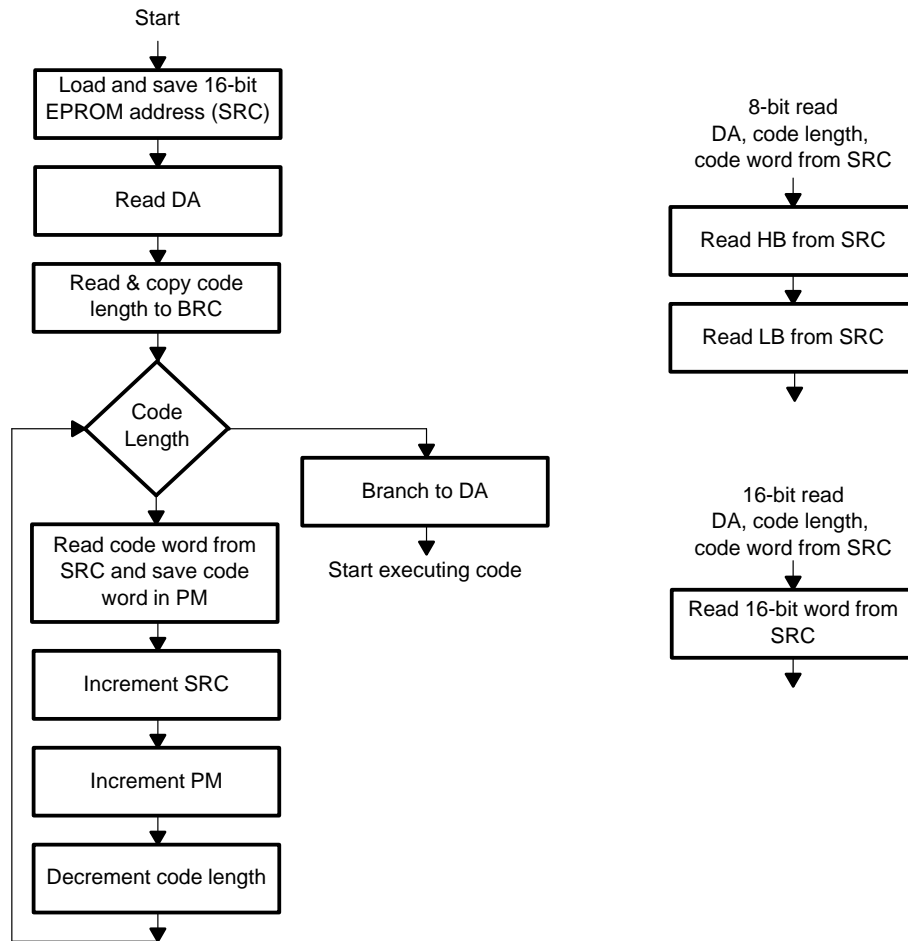 Start
Load and save 16-bit
EPROM address (SRC)
Read DA
Read & copy code
length to BRC
Code
Length
Branch to DA
Start executing code
Read code word from
SRC and save code
word in PM
Increment SRC
Increment PM
Decrement code length
8-bit read
DA, code length,
code word from SRC
Read HB from SRC
Read LB from SRC
16-bit read
DA, code length,
code word from SRC
Read 16-bit word from
SRC